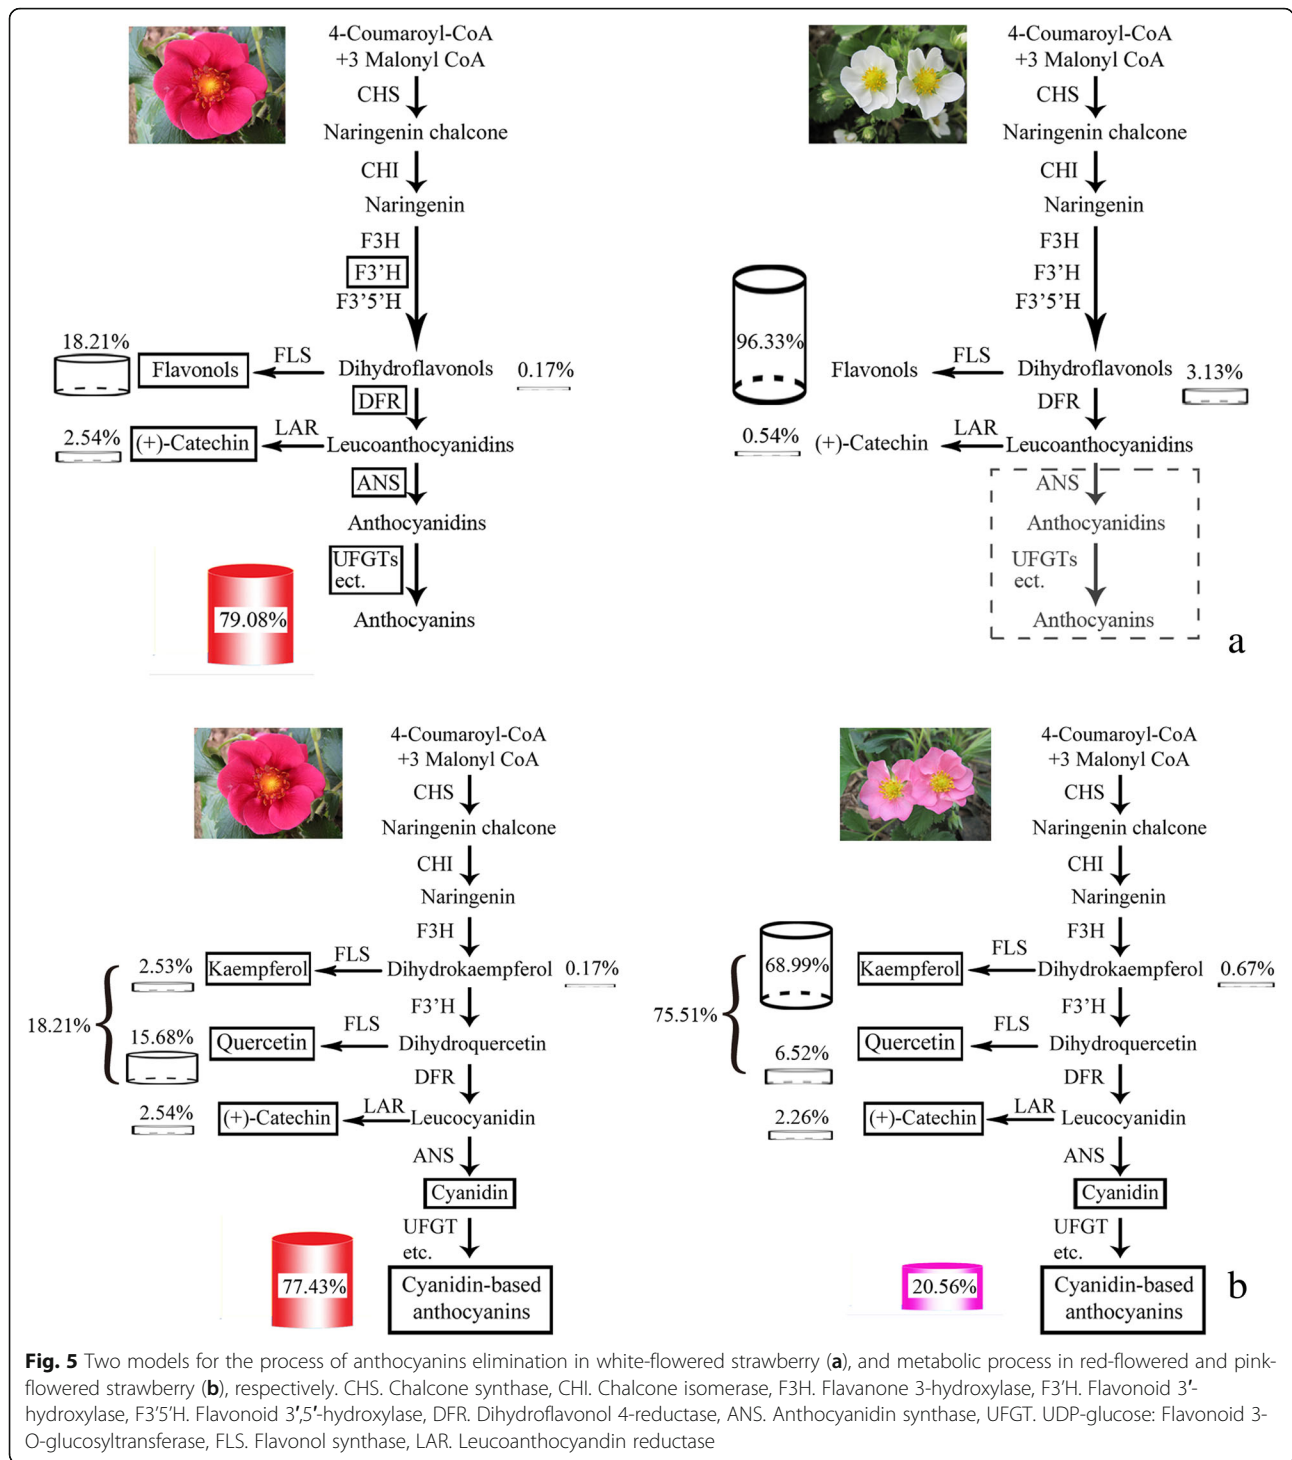 4-Coumaroyl-CoA
+3 Malonyl CoA
CHS
Naringenin chalcone
CHI
Naringenin
F3H
F3'H
F3'5'H
18.21%
Flavonols
FLS
Dihydroflavonols
0.17%
DFR
2.54%
(+)-Catechin
LAR
Leucoanthocyanidins
ANS
Anthocyanidins
UFGTs
ect.
79.08%
Anthocyanins
4-Coumaroyl-CoA
+3 Malonyl CoA
CHS
Naringenin chalcone
CHI
Naringenin
F3H
F3'H
F3'5'H
96.33%
Flavonols
FLS
Dihydroflavonols
3.13%
DFR
0.54%
(+)-Catechin
LAR
Leucoanthocyanidins
ANS
Anthocyanidins
UFGTs
ect.
Anthocyanins
a
4-Coumaroyl-CoA
+3 Malonyl CoA
CHS
Naringenin chalcone
CHI
Naringenin
F3H
2.53%
Kaempferol
FLS
Dihydrokaempferol
0.17%
F3'H
18.21%
15.68%
Quercetin
FLS
Dihydroquercetin
DFR
2.54%
(+)-Catechin
LAR
Leucocyanidin
ANS
Cyanidin
UFGT
etc.
77.43%
Cyanidin-based
anthocyanins
4-Coumaroyl-CoA
+3 Malonyl CoA
CHS
Naringenin chalcone
CHI
Naringenin
F3H
68.99%
Kaempferol
FLS
Dihydrokaempferol
0.67%
F3'H
75.51%
6.52%
Quercetin
FLS
Dihydroquercetin
DFR
2.26%
(+)-Catechin
LAR
Leucocyanidin
ANS
Cyanidin
UFGT
etc.
20.56%
Cyanidin-based
anthocyanins
b
Fig. 5 Two models for the process of anthocyanins elimination in white-flowered strawberry (a), and metabolic process in red-flowered and pink-
flowered strawberry (b), respectively. CHS. Chalcone synthase, CHI. Chalcone isomerase, F3H. Flavanone 3-hydroxylase, F3'H. Flavonoid 3'-
hydroxylase, F3'5'H. Flavonoid 3',5'-hydroxylase, DFR. Dihydroflavonol 4-reductase, ANS. Anthocyanidin synthase, UFGT. UDP-glucose: Flavonoid 3-
O-glucosyltransferase, FLS. Flavonol synthase, LAR. Leucoanthocyandin reductase